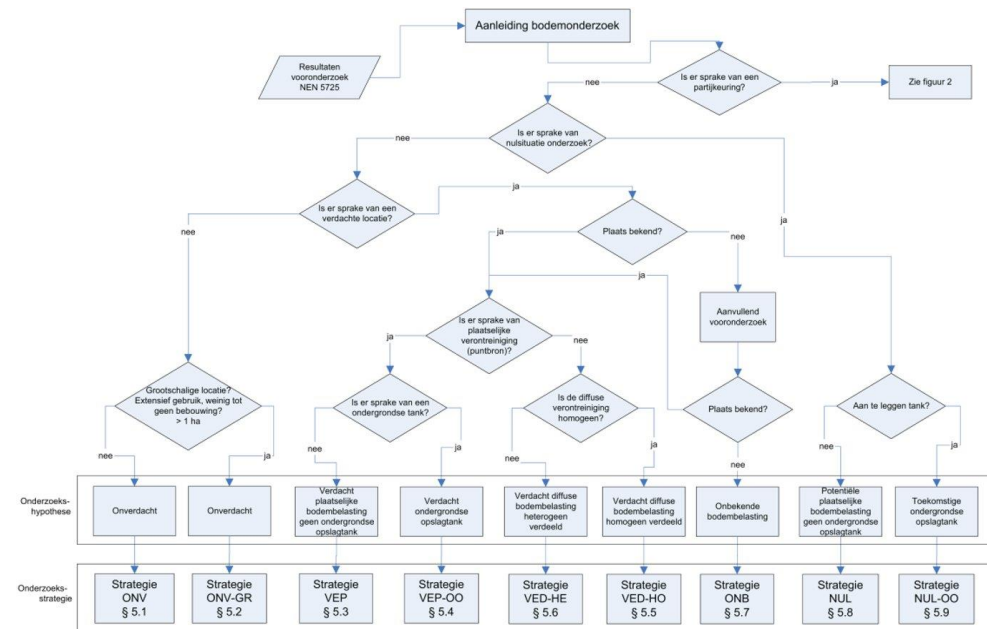 Aanleiding bodemonderzoek
Resultaten
vooronderzoek
NEN 5725
Is er sprake van een
partijkeuring?
ja
Zie figuur 2
nee
Is er sprake van
nulsituatie onderzoek?
nee
ja
Is er sprake van een
verdachte locatie?
ja
nee
Plaats bekend?
ja
nee
ja
Aanvullend
vooronderzoek
Is er sprake van
plaatselijke
verontreiniging
(puntbron)?
ja
nee
Grootschalige locatie?
Extensief gebruik, weinig tot
geen bebouwing?
> 1 ha
Is er sprake van een
ondergrondse tank?
Is de diffuse
verontreiniging
homogeen?
Plaats bekend?
Aan te leggen tank?
nee
ja
nee
ja
nee
ja
nee
nee
ja
Onderzoeks-
hypothese
Onverdacht
Onverdacht
Verdacht
plaatselijke
bodembelasting
geen ondergrondse
opslagtank
Verdacht
ondergrondse
opslagtank
Verdacht diffuse
bodembelasting
heterogeen
verdeeld
Verdacht diffuse
bodembelasting
homogeen verdeeld
Onbekende
bodembelasting
Potentiële
plaatselijke
bodembelasting
geen ondergrondse
opslagtank
Toekomstige
ondergrondse
opslagtank
Onderzoeks-
strategie
Strategie
ONV
§ 5.1
Strategie
ONV-GR
§ 5.2
Strategie
VEP
§ 5.3
Strategie
VEP-OO
§ 5.4
Strategie
VED-HE
§ 5.6
Strategie
VED-HO
§ 5.5
Strategie
ONB
§ 5.7
Strategie
NUL
§ 5.8
Strategie
NUL-OO
§ 5.9